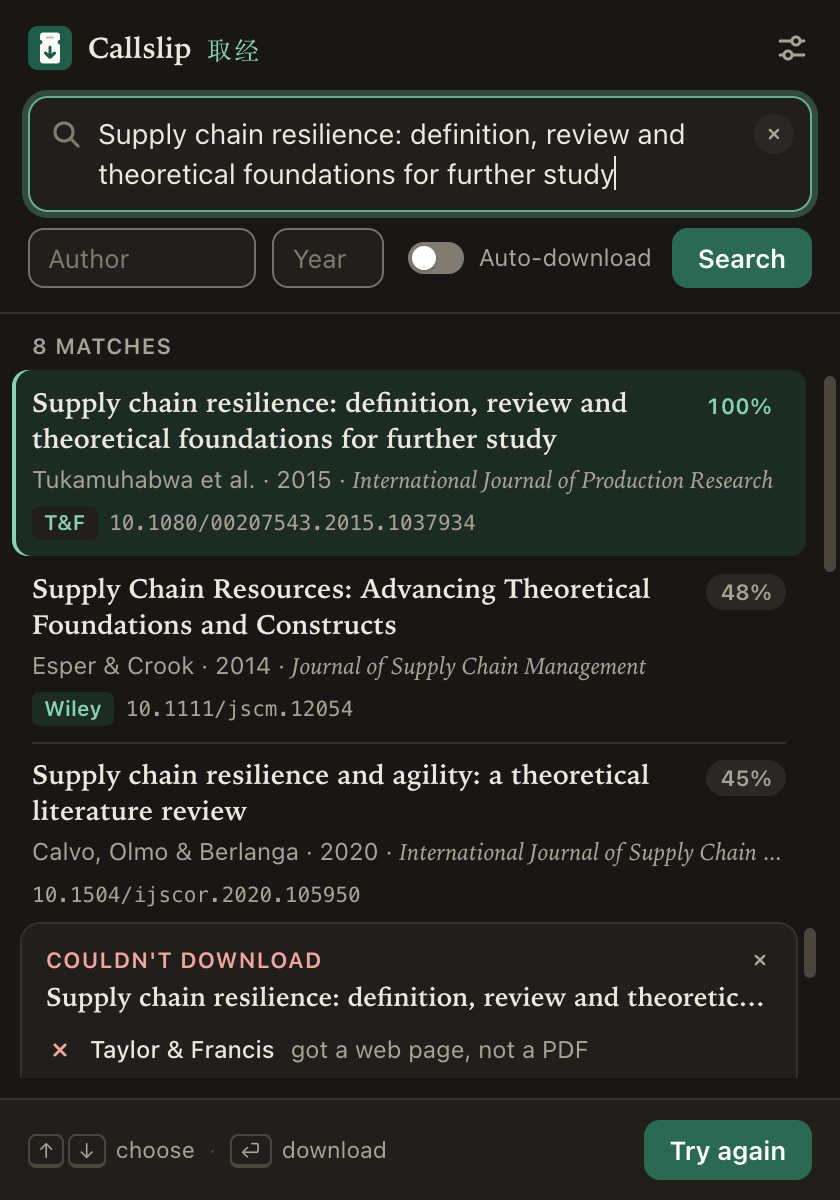 Callslip 取经
Supply chain resilience: definition, review and
theoretical foundations for further study
Author
Year
Auto-download
Search
8 MATCHES
Supply chain resilience: definition, review and
theoretical foundations for further study
100%
Tukamuhabwa et al. · 2015 · International Journal of Production Research
T&F 10.1080/00207543.2015.1037934
Supply Chain Resources: Advancing Theoretical
Foundations and Constructs
48%
Esper & Crook · 2014 · Journal of Supply Chain Management
Wiley 10.1111/jscm.12054
Supply chain resilience and agility: a theoretical
literature review
45%
Calvo, Olmo & Berlanga · 2020 · International Journal of Supply Chain ...
10.1504/ijscor.2020.105950
COULDN'T DOWNLOAD
Supply chain resilience: definition, review and theoretic...
Taylor & Francis got a web page, not a PDF
↑ ↓ choose · ↵ download
Try again